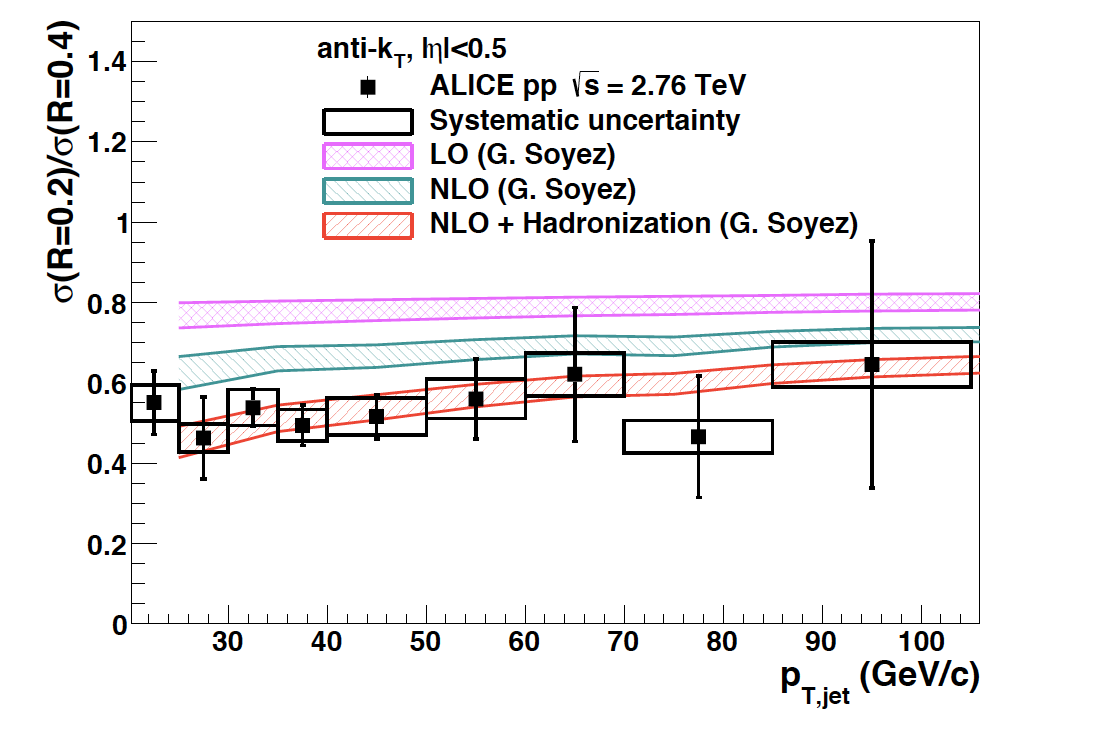 σ(R=0.2)/σ(R=0.4)
1.4
1.2
1
0.8
0.6
0.4
0.2
0
anti-kT, |η|<0.5
ALICE pp √s = 2.76 TeV
Systematic uncertainty
LO (G. Soyez)
NLO (G. Soyez)
NLO + Hadronization (G. Soyez)
30 40 50 60 70 80 90 100
pT,jet (GeV/c)